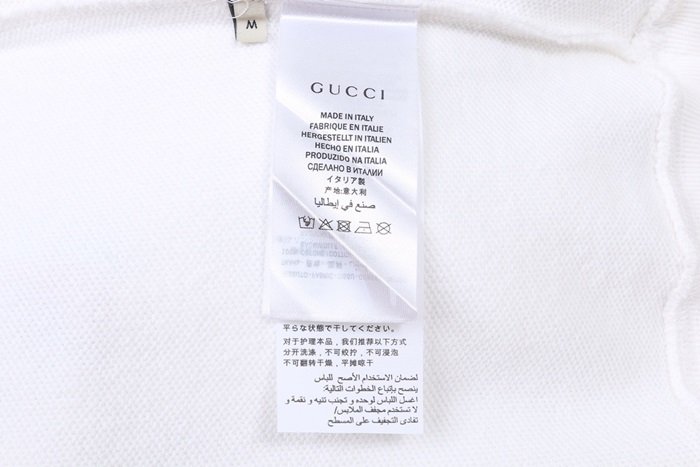 M
GUCCI
MADE IN ITALY
FABRIQUE EN ITALIE
HERGESTELLT IN ITALIEN
HECHO EN ITALIA
PRODUZIDO NA ITALIA
СДЕЛАНО В ИТАЛИИ
イタリア製
产地:意大利
صنع في إيطاليا
平らな状態で干してください。
对于护理本品，我们推荐以下方式
分开洗涤，不可绞拧，不可浸泡
不可翻转干燥，平摊晾干
لضمان الاستخدام الأصح للباس
ينصح بإتباع الخطوات التالية:
اغسل اللباس لوحده و تجنب تنيه و نقمة و
لا تستخدم مجفف الملابس/
تفادى التجفيف على المسطح